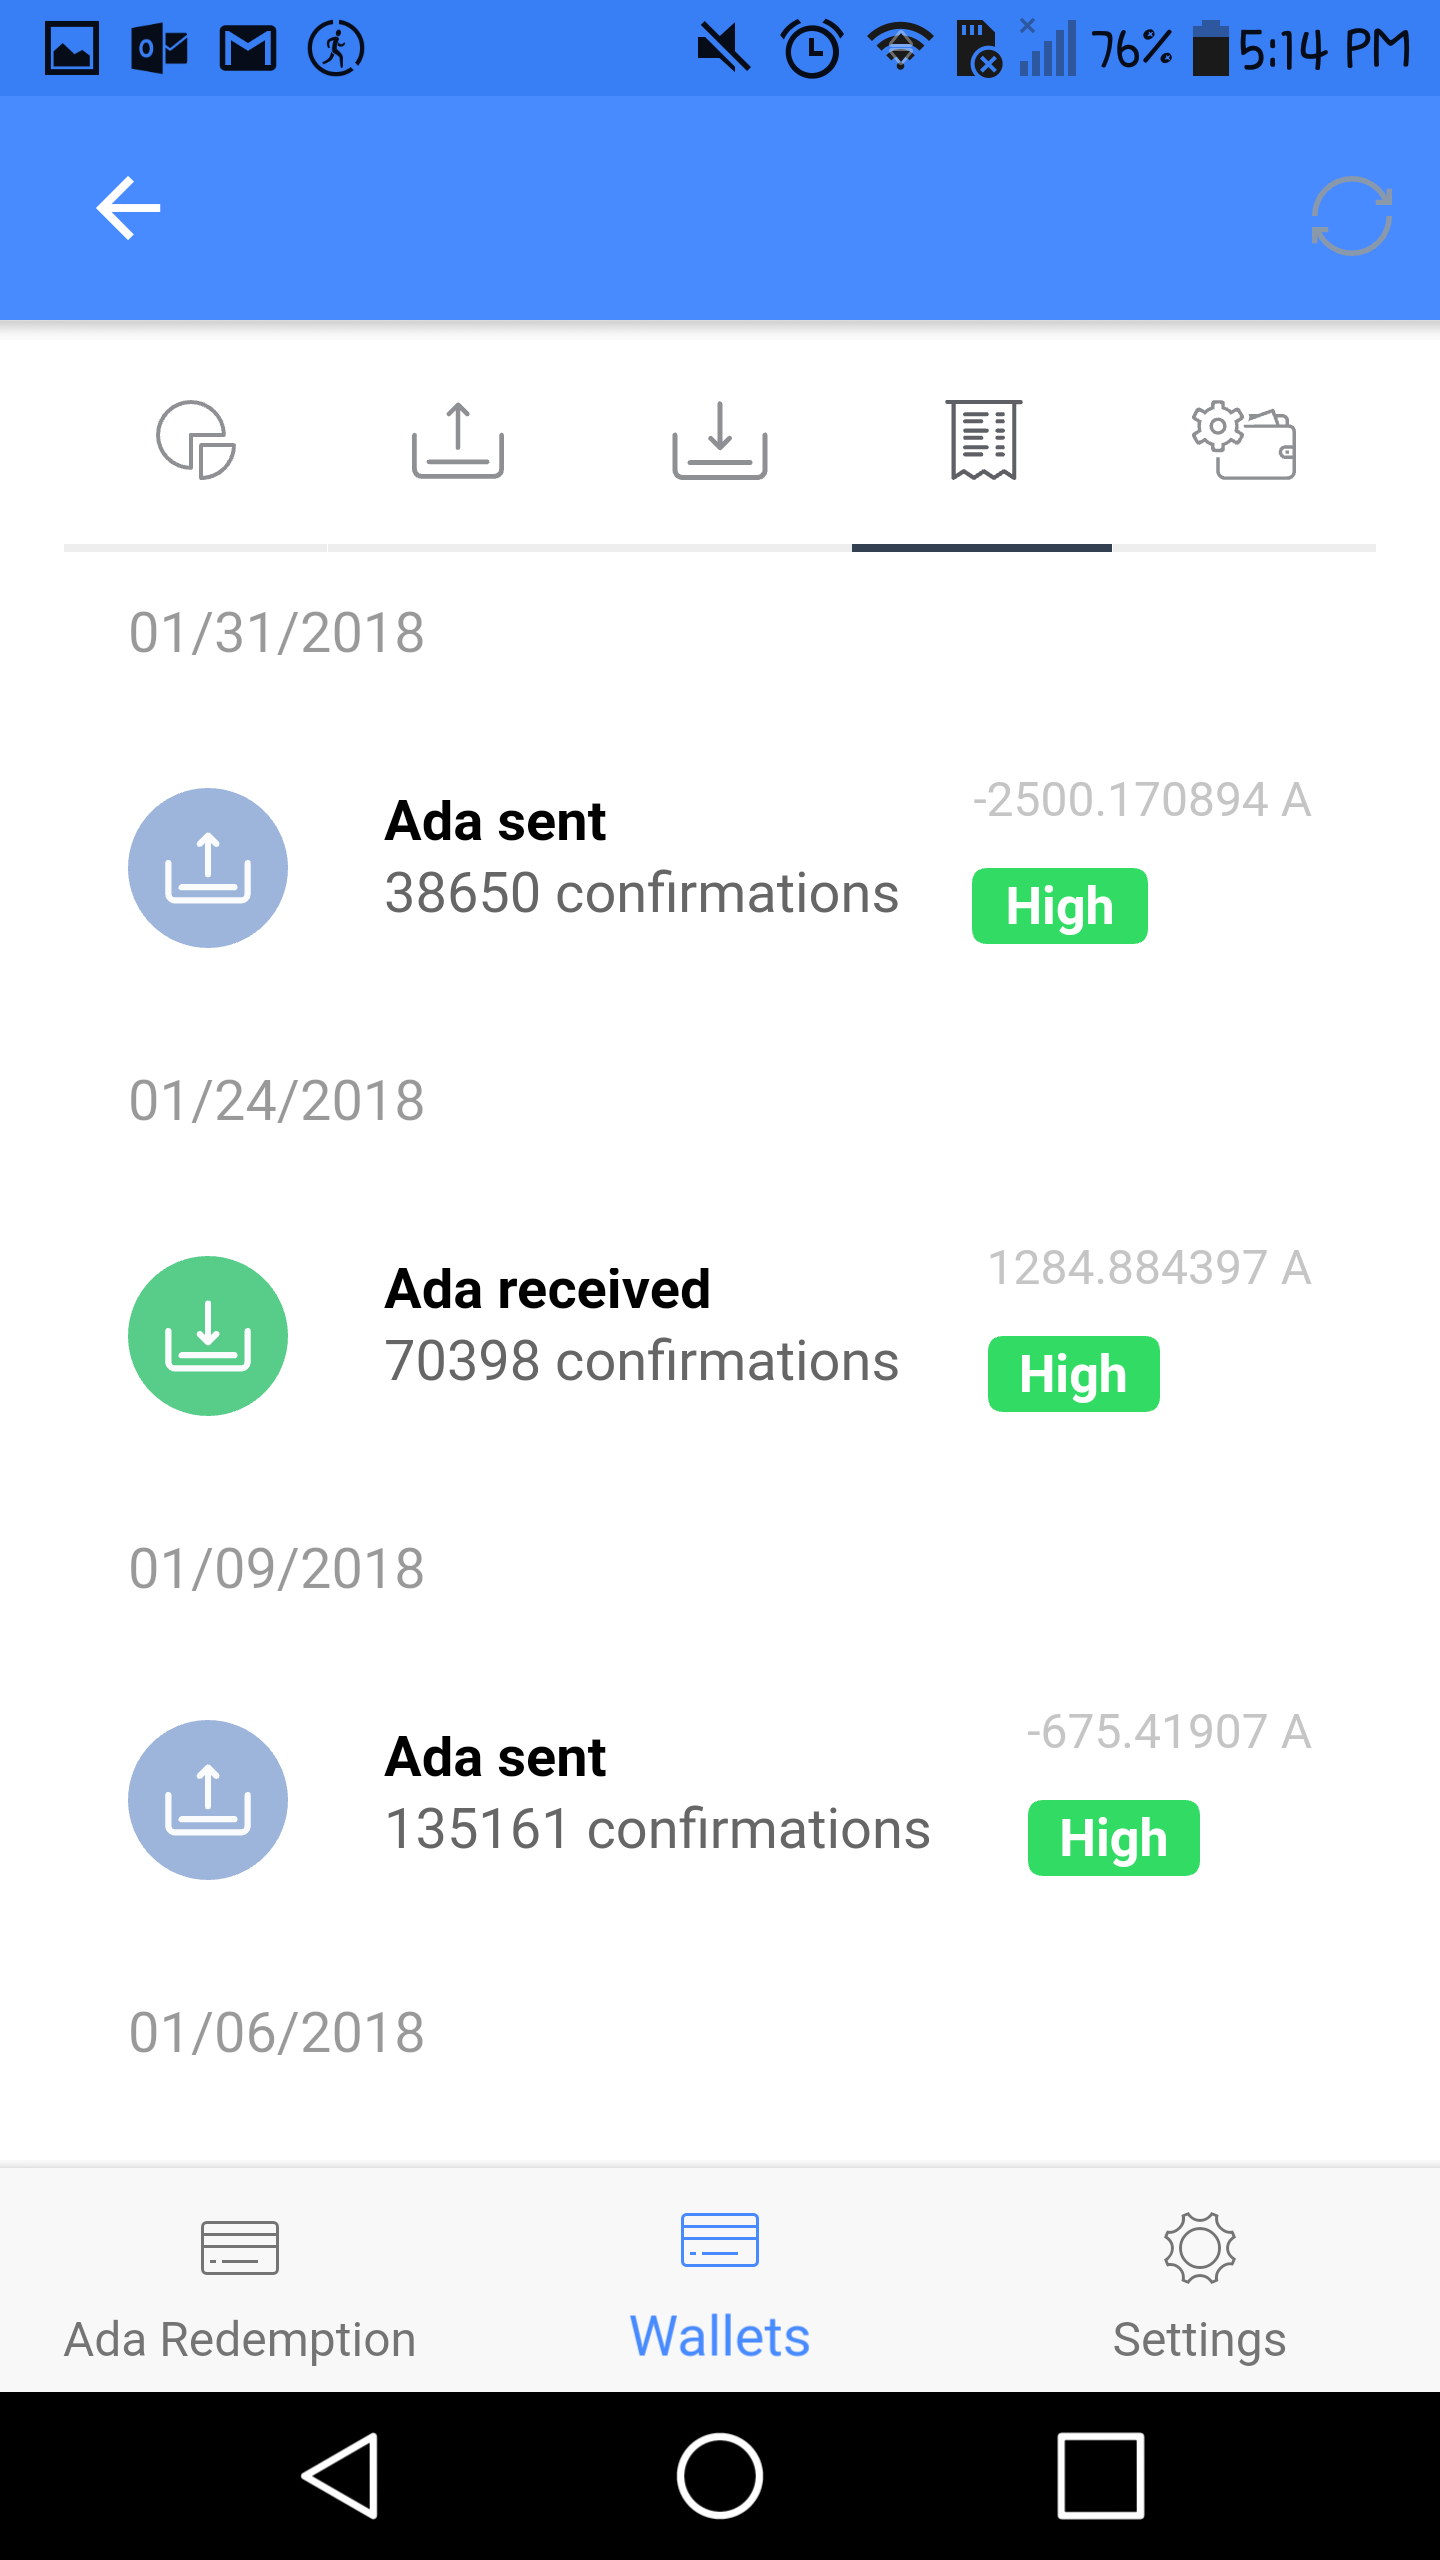 76% 5:14 PM
01/31/2018
Ada sent
-2500.170894 A
38650 confirmations
High
01/24/2018
Ada received
1284.884397 A
70398 confirmations
High
01/09/2018
Ada sent
-675.41907 A
135161 confirmations
High
01/06/2018
Ada Redemption
Wallets
Settings